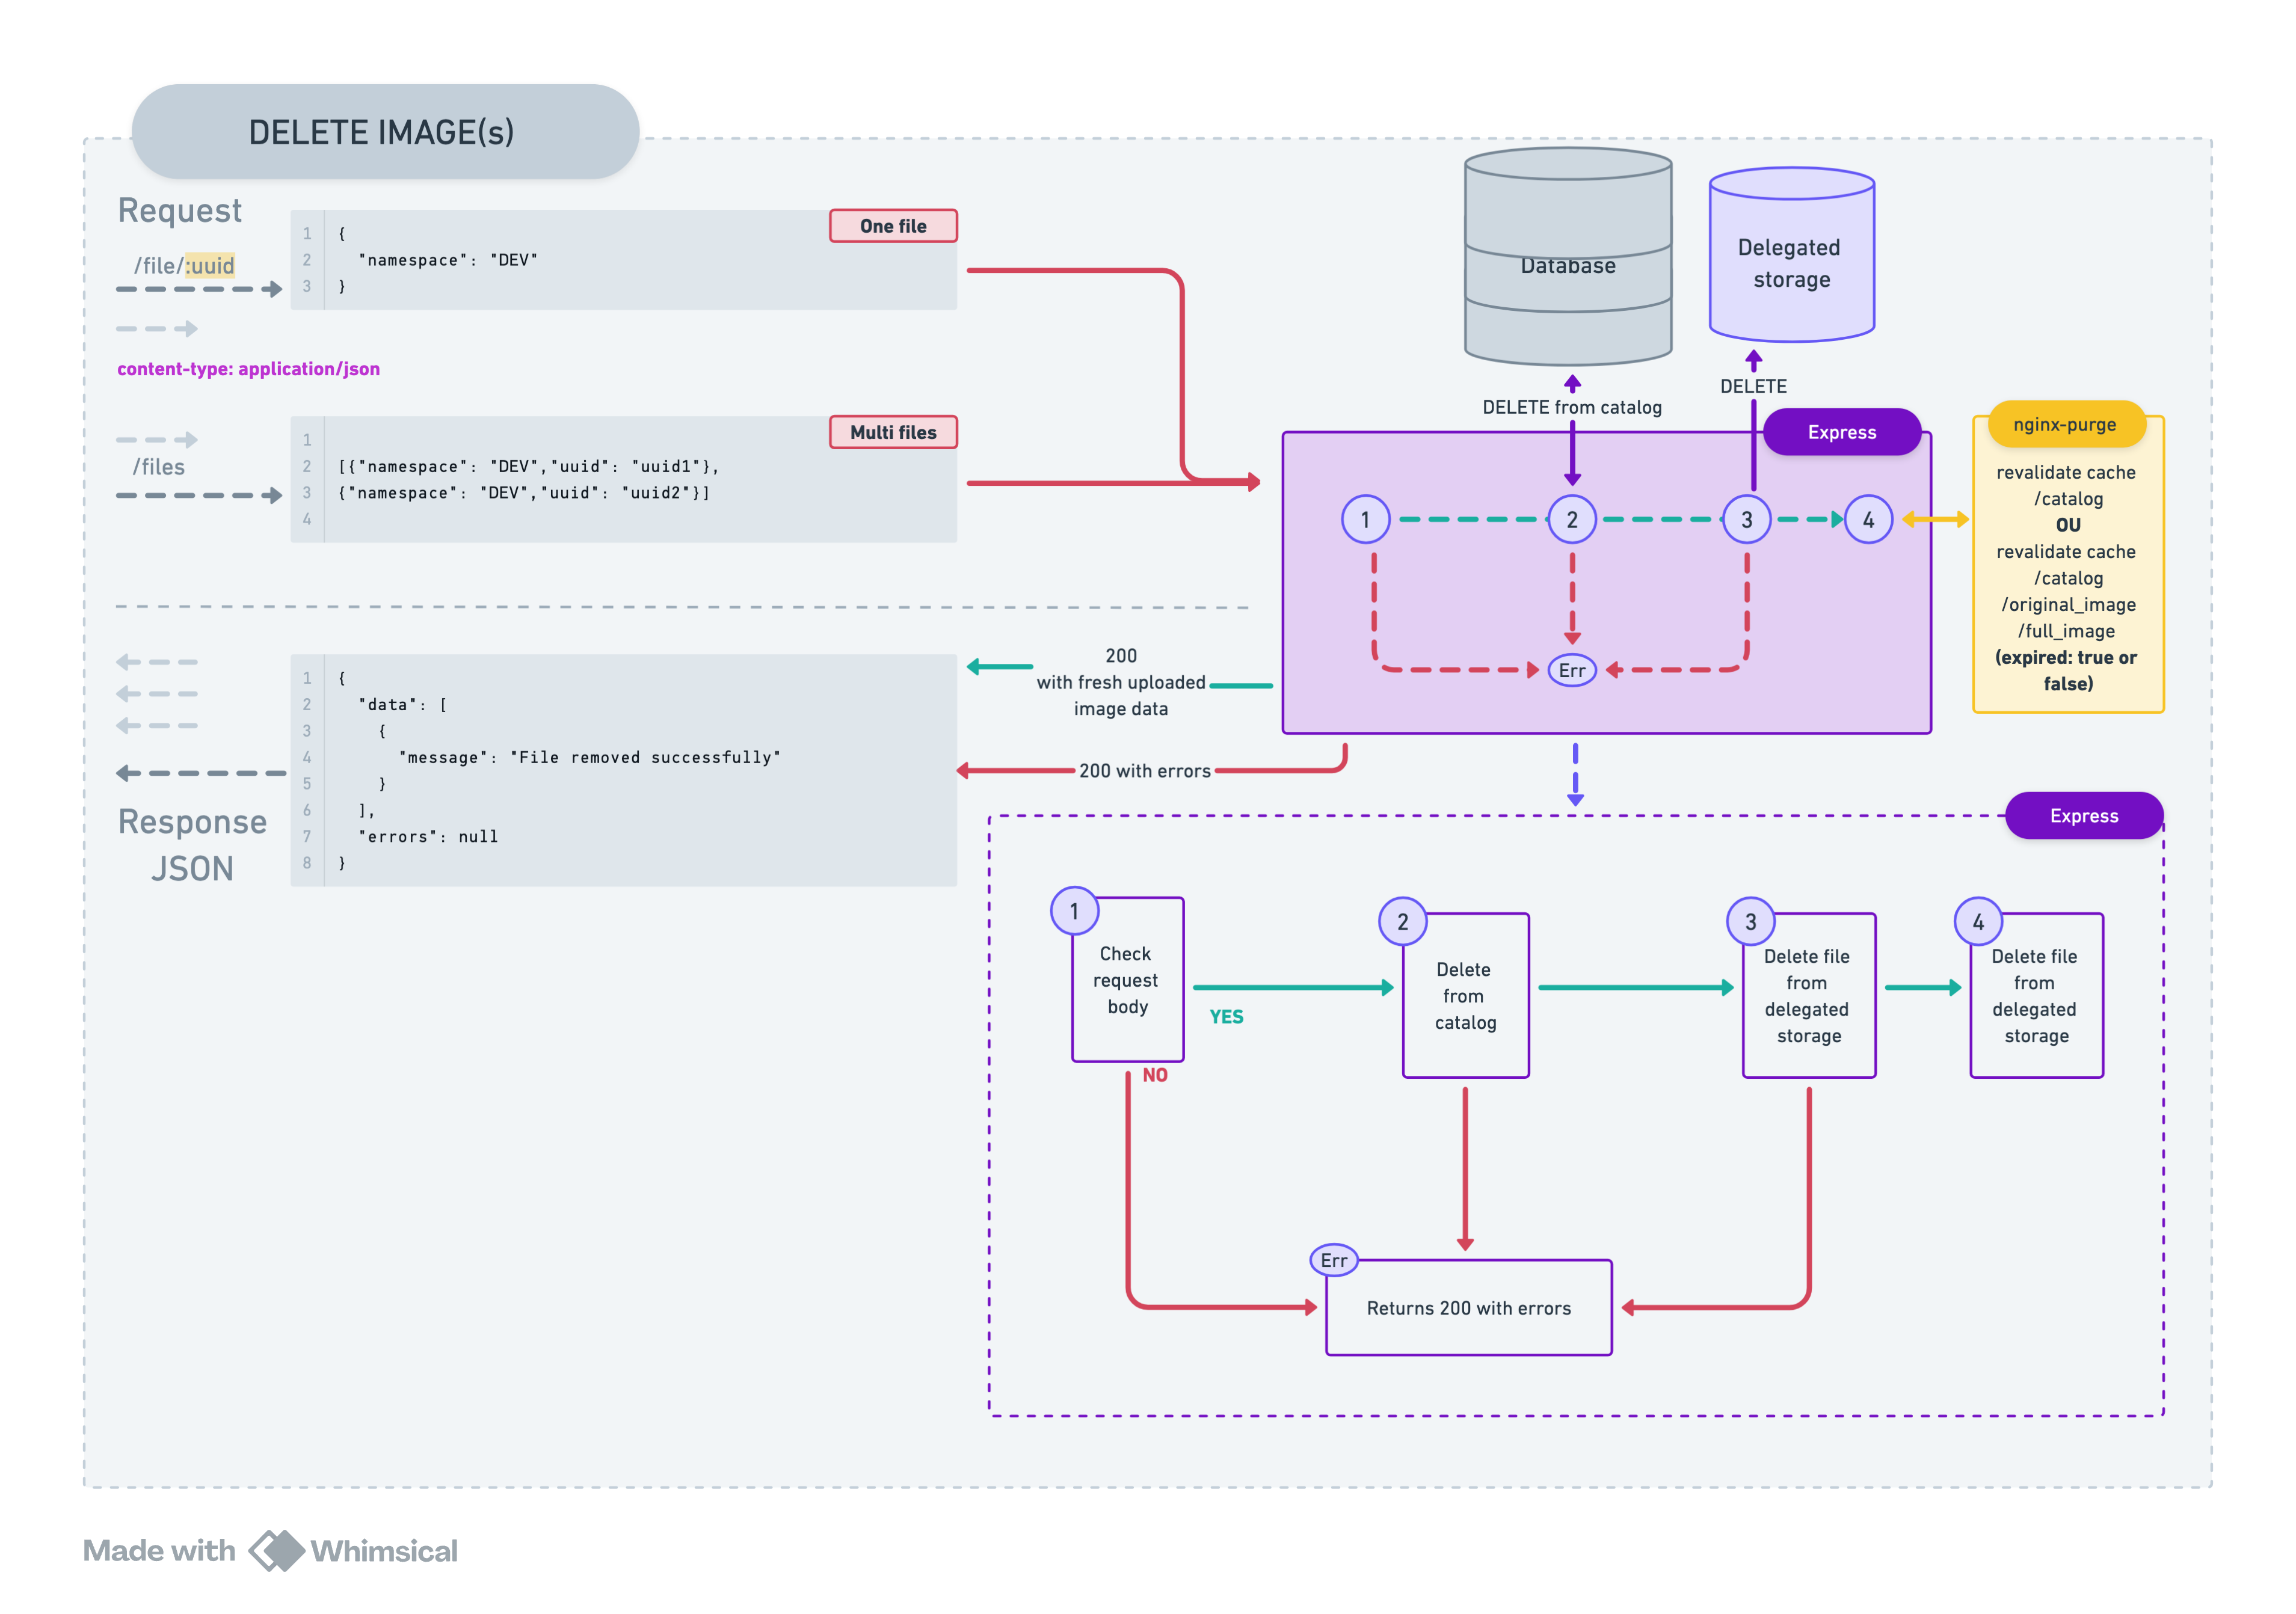 DELETE IMAGE(s)
Request
/file/:uuid
1 {
2 "namespace": "DEV"
3 }
One file
content-type: application/json
/files
1
2 [{"namespace": "DEV","uuid": "uuid1"},
3 {"namespace": "DEV","uuid": "uuid2"}]
4
Multi files
Database
Delegated
storage
DELETE from catalog
DELETE
Express
1
2
3
4
Err
nginx-purge
revalidate cache
/catalog
OU
revalidate cache
/catalog
/original_image
/full_image
(expired: true or
false)
200
with fresh uploaded
image data
200 with errors
1 {
2 "data": [
3 {
4 "message": "File removed successfully"
5 }
6 ],
7 "errors": null
8 }
Response
JSON
Express
1
Check
request
body
YES
NO
2
Delete
from
catalog
3
Delete file
from
delegated
storage
4
Delete file
from
delegated
storage
Err
Returns 200 with errors
Made with Whimsical